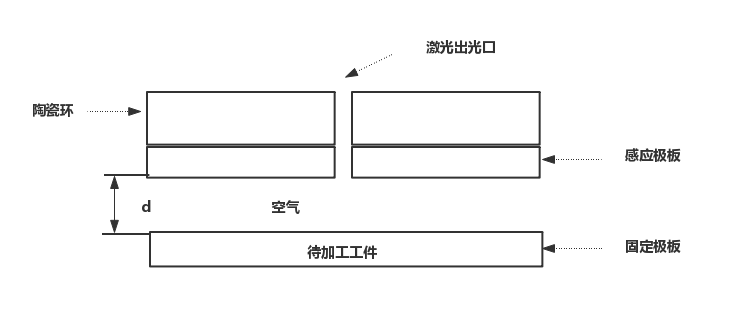 激光出光口
陶瓷环
感应极板
d
空气
固定极板
待加工工件